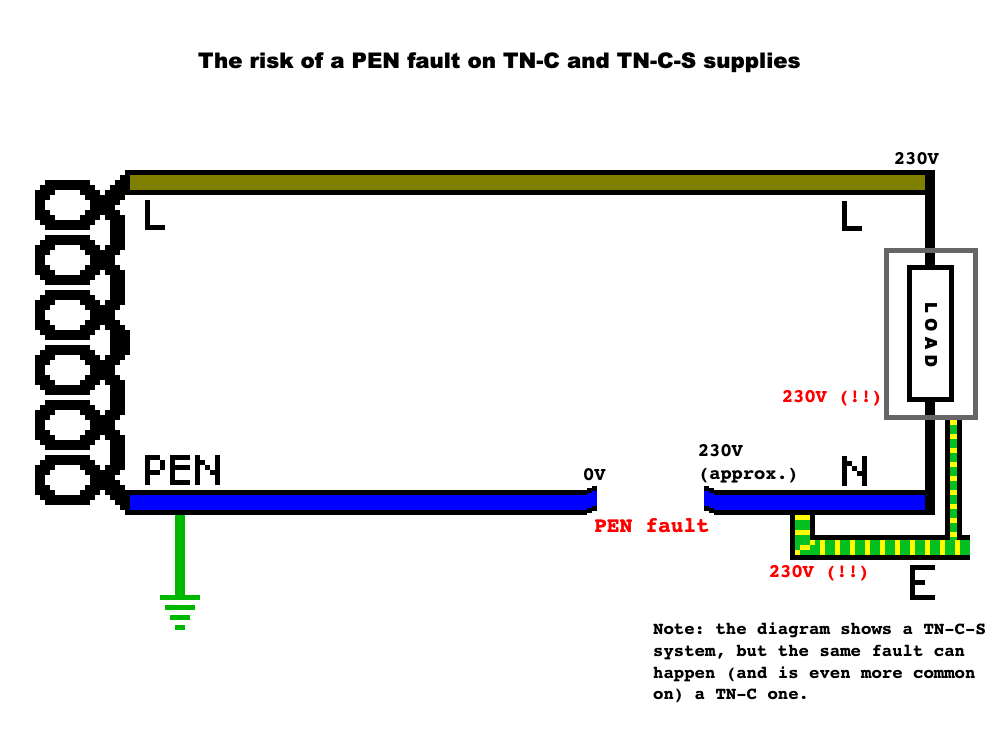 The risk of a PEN fault on TN-C and TN-C-S supplies
230V
L
L
LOAD
230V (!!)
PEN
0V
230V
(approx.)
N
PEN fault
230V (!!)
E
Note: the diagram shows a TN-C-S
system, but the same fault can
happen (and is even more common
on) a TN-C one.